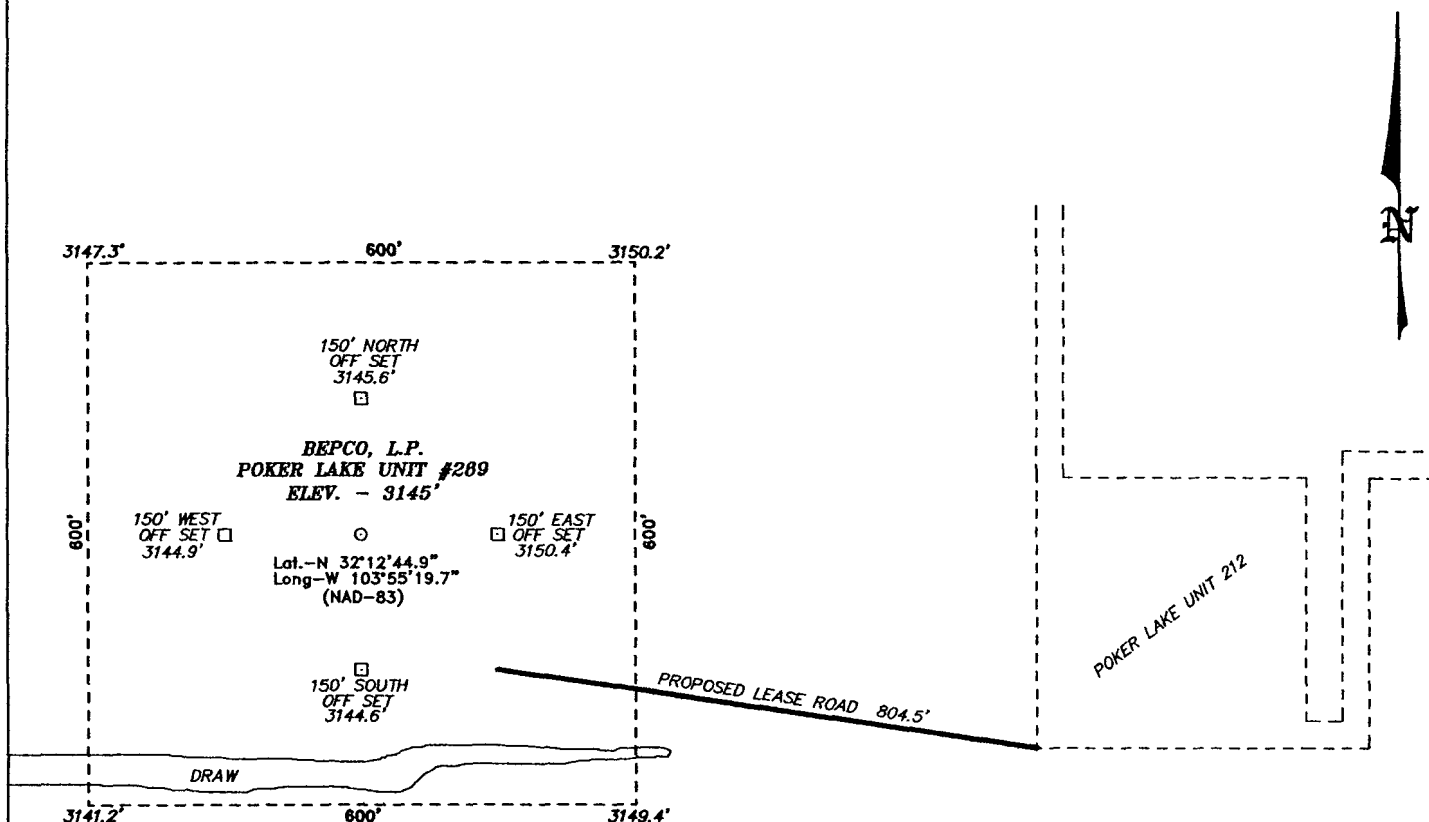 N
3147.3'
600'
3150.2'
150' NORTH
OFF SET
3145.6'
BEPCO, L.P.
POKER LAKE UNIT #289
ELEV. - 3145'
600'
150' WEST
OFF SET
3144.9'
150' EAST
OFF SET
3150.4'
600'
Lat.-N 32°12'44.9"
Long-W 103°55'19.7"
(NAD-83)
POKER LAKE UNIT 212
150' SOUTH
OFF SET
3144.6'
PROPOSED LEASE ROAD 804.5'
DRAW
3141.2'
600'
3149.4'